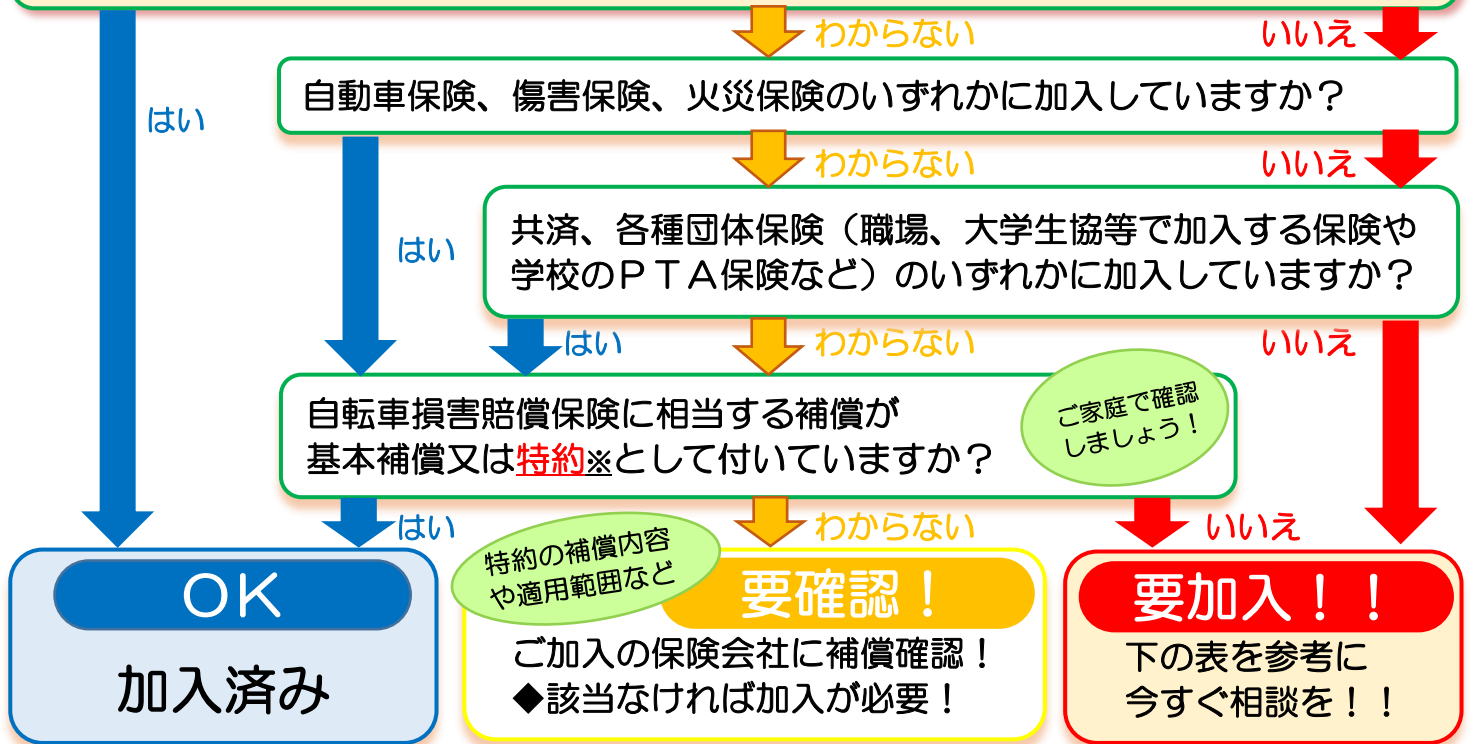 わからない
いいえ
はい
自動車保険、傷害保険、火災保険のいずれかに加入していますか？
わからない
いいえ
はい
共済、各種団体保険（職場、大学生協等で加入する保険や
学校のＰＴＡ保険など）のいずれかに加入していますか？
はい
わからない
いいえ
自転車損害賠償保険に相当する補償が
基本補償又は特約※として付いていますか？
ご家庭で確認
しましょう！
はい
わからない
いいえ
特約の補償内容
や適用範囲など
ＯＫ
加入済み
要確認！
ご加入の保険会社に補償確認！
◆該当なければ加入が必要！
要加入！！
下の表を参考に
今すぐ相談を！！